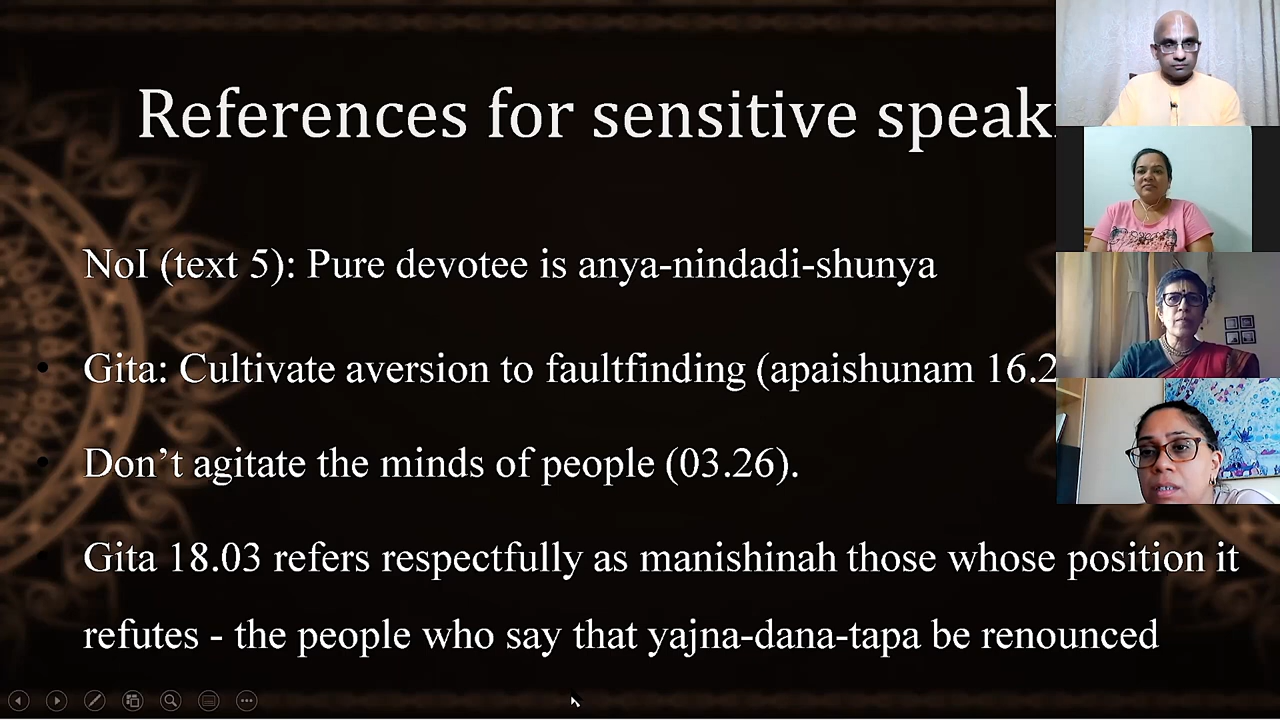 References for sensitive speaki
NoI (text 5): Pure devotee is anya-nindadi-shunya
• Gita: Cultivate aversion to faultfinding (apaishunam 16.2
• Don’t agitate the minds of people (03.26).
Gita 18.03 refers respectfully as manishinah those whose position it
refutes - the people who say that yajna-dana-tapa be renounced